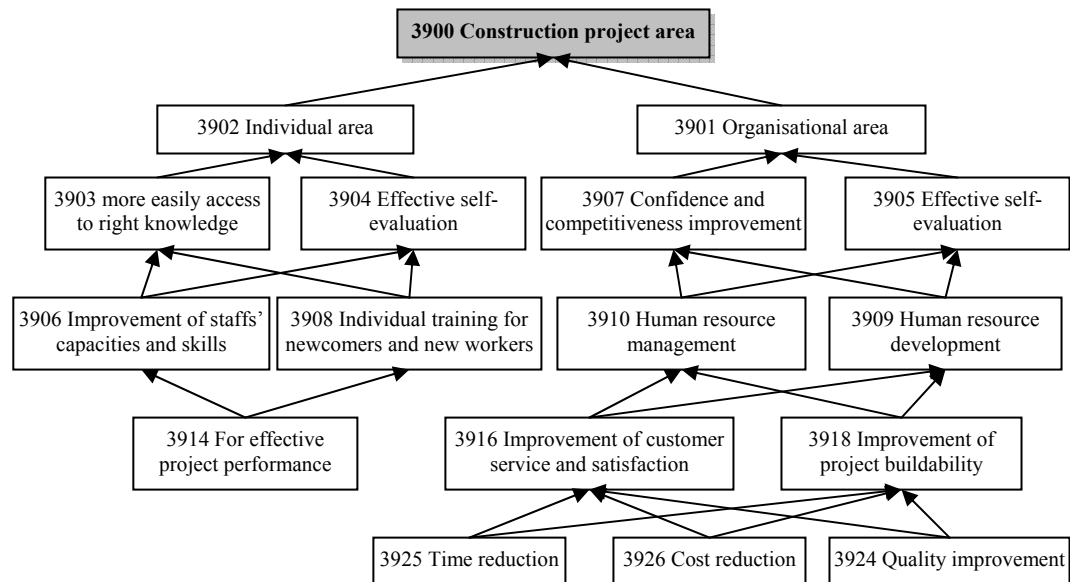 3900 Construction project area
3902 Individual area
3901 Organisational area
3903 more easily access
to right knowledge
3904 Effective self-
evaluation
3907 Confidence and
competitiveness improvement
3905 Effective self-
evaluation
3906 Improvement of staffs’
capacities and skills
3908 Individual training for
newcomers and new workers
3910 Human resource
management
3909 Human resource
development
3914 For effective
project performance
3916 Improvement of customer
service and satisfaction
3918 Improvement of
project buildability
3925 Time reduction
3926 Cost reduction
3924 Quality improvement